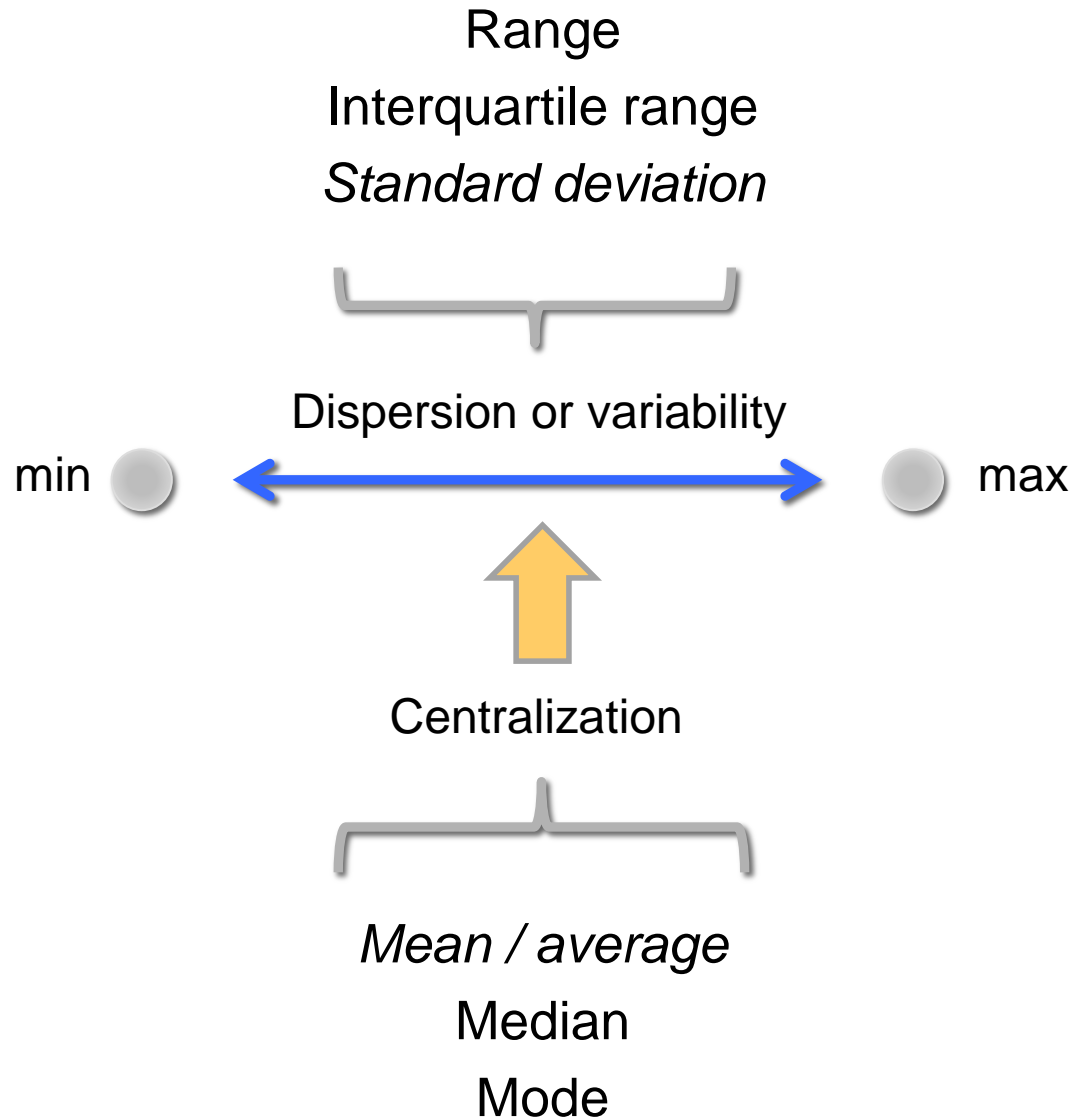 Range
Interquartile range
Standard deviation
Dispersion or variability
min
max
Centralization
Mean / average
Median
Mode